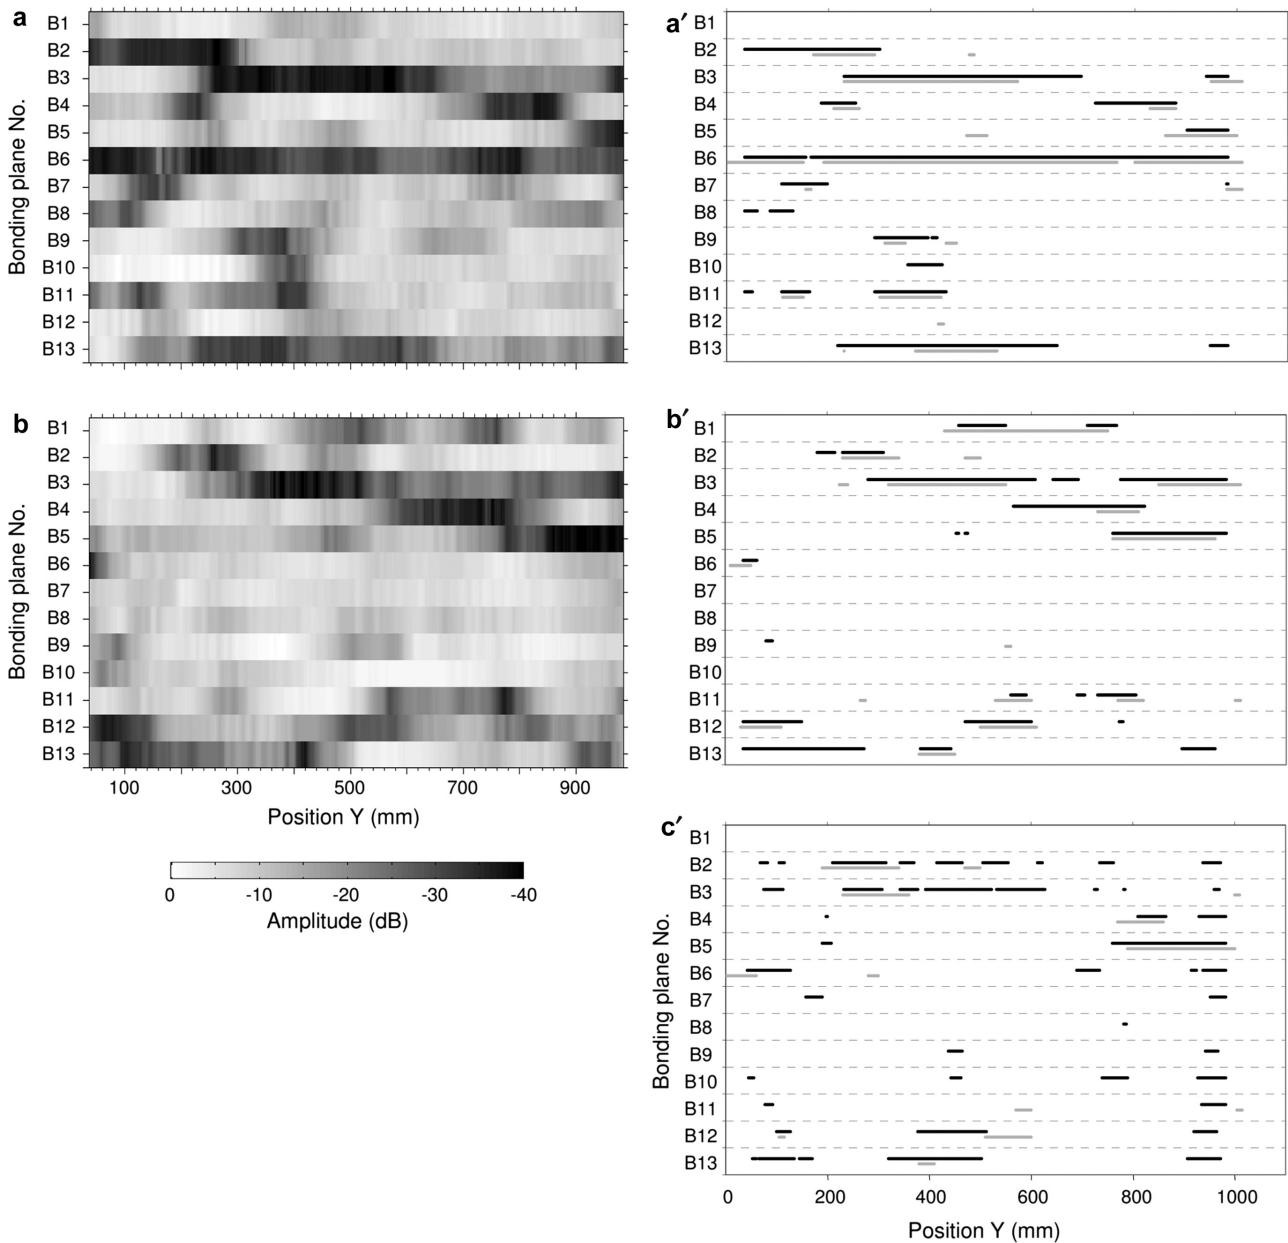 a
B1
B2
B3
B4
B5
B6
B7
B8
B9
B10
B11
B12
B13
Bonding plane No.
a′
B1
B2
B3
B4
B5
B6
B7
B8
B9
B10
B11
B12
B13
b
B1
B2
B3
B4
B5
B6
B7
B8
B9
B10
B11
B12
B13
Bonding plane No.
100 300 500 700 900
Position Y (mm)
0 -10 -20 -30 -40
Amplitude (dB)
b′
B1
B2
B3
B4
B5
B6
B7
B8
B9
B10
B11
B12
B13
c′
B1
B2
B3
B4
B5
B6
B7
B8
B9
B10
B11
B12
B13
Bonding plane No.
0 200 400 600 800 1000
Position Y (mm)